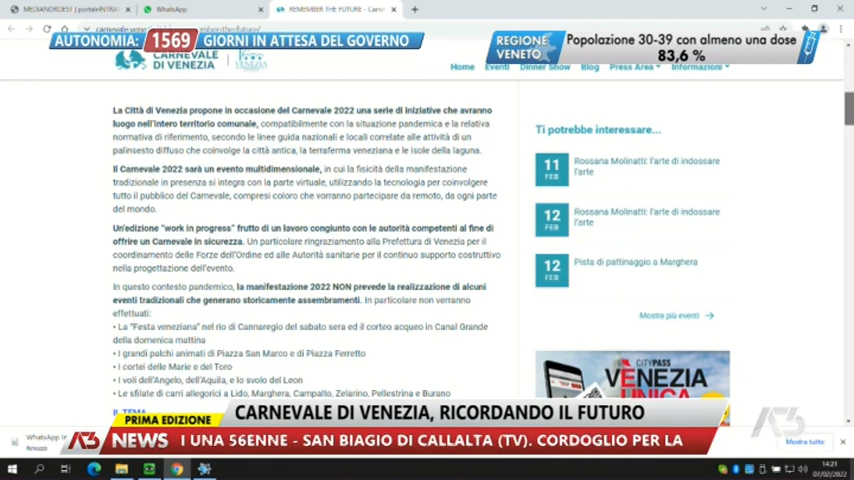 MEDIANORDEST | portaleINTRA
WhatsApp
REMEMBER THE FUTURE - Carn
AUTONOMIA: 1569 GIORNI IN ATTESA DEL GOVERNO
REGIONE VENETO
Popolazione 30-39 con almeno una dose
83,6 %
CARNEVALE
DI VENEZIA
VENEZIA
Home Eventi Dinner Show Blog Press Area Informazioni
La Città di Venezia propone in occasione del Carnevale 2022 una serie di iniziative che avranno
luogo nell'intero territorio comunale, compatibilmente con la situazione pandemica e la relativa
normativa di riferimento, secondo le linee guida nazionali e locali correlate alle attività di un
palinsesto diffuso che coinvolge la città antica, la terraferma veneziana e le isole della laguna.
Il Carnevale 2022 sarà un evento multidimensionale, in cui la fisicità della manifestazione
tradizionale in presenza si integra con la parte virtuale, utilizzando la tecnologia per coinvolgere
tutto il pubblico del Carnevale, compresi coloro che vorranno partecipare da remoto, da ogni parte
del mondo.
Un'edizione "work in progress" frutto di un lavoro congiunto con le autorità competenti al fine di
offrire un Carnevale in sicurezza. Un particolare ringraziamento alla Prefettura di Venezia per il
coordinamento delle Forze dell'Ordine ed alle Autorità sanitarie per il continuo supporto costruttivo
nella progettazione dell'evento.
In questo contesto pandemico, la manifestazione 2022 NON prevede la realizzazione di alcuni
eventi tradizionali che generano storicamente assembramenti. In particolare non verranno
effettuati:
• La "Festa veneziana" nel rio di Cannaregio del sabato sera ed il corteo acqueo in Canal Grande
della domenica mattina
• I grandi palchi animati di Piazza San Marco e di Piazza Ferretto
• I cortei delle Marie e del Toro
• I voli dell'Angelo, dell'Aquila, e lo svolo del Leon
• Le sfilate di carri allegorici a Lido, Marghera, Campalto, Zelarino, Pellestrina e Burano
IL TEMA
Ti potrebbe interessare...
11 FEB
Rossana Molinatti: l'arte di indossare
l'arte
12 FEB
Rossana Molinatti: l'arte di indossare
l'arte
12 FEB
Pista di pattinaggio a Marghera
Mostra più eventi →
CITYPASS
VENEZIA
UNICA
PRIMA EDIZIONE
CARNEVALE DI VENEZIA, RICORDANDO IL FUTURO
A3 NEWS
I UNA 56ENNE - SAN BIAGIO DI CALLALTA (TV). CORDOGLIO PER LA
A3
WhatsApp
Mostra tutto
14:21
07/02/2022